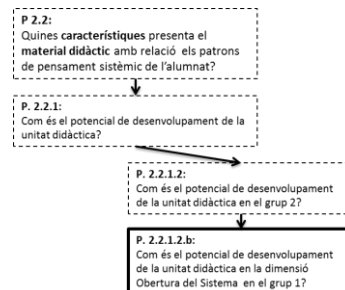 P 2.2:
Quines característiques presenta el
material didàctic amb relació els patrons
de pensament sistèmic de l'alumnat?
P. 2.2.1:
Com és el potencial de desenvolupament de la
unitat didàctica?
P. 2.2.1.2:
Com és el potencial de desenvolupament
de la unitat didàctica en el grup 2?
P. 2.2.1.2.b:
Com és el potencial de desenvolupament
de la unitat didàctica en la dimensió
Obertura del Sistema en el grup 1?